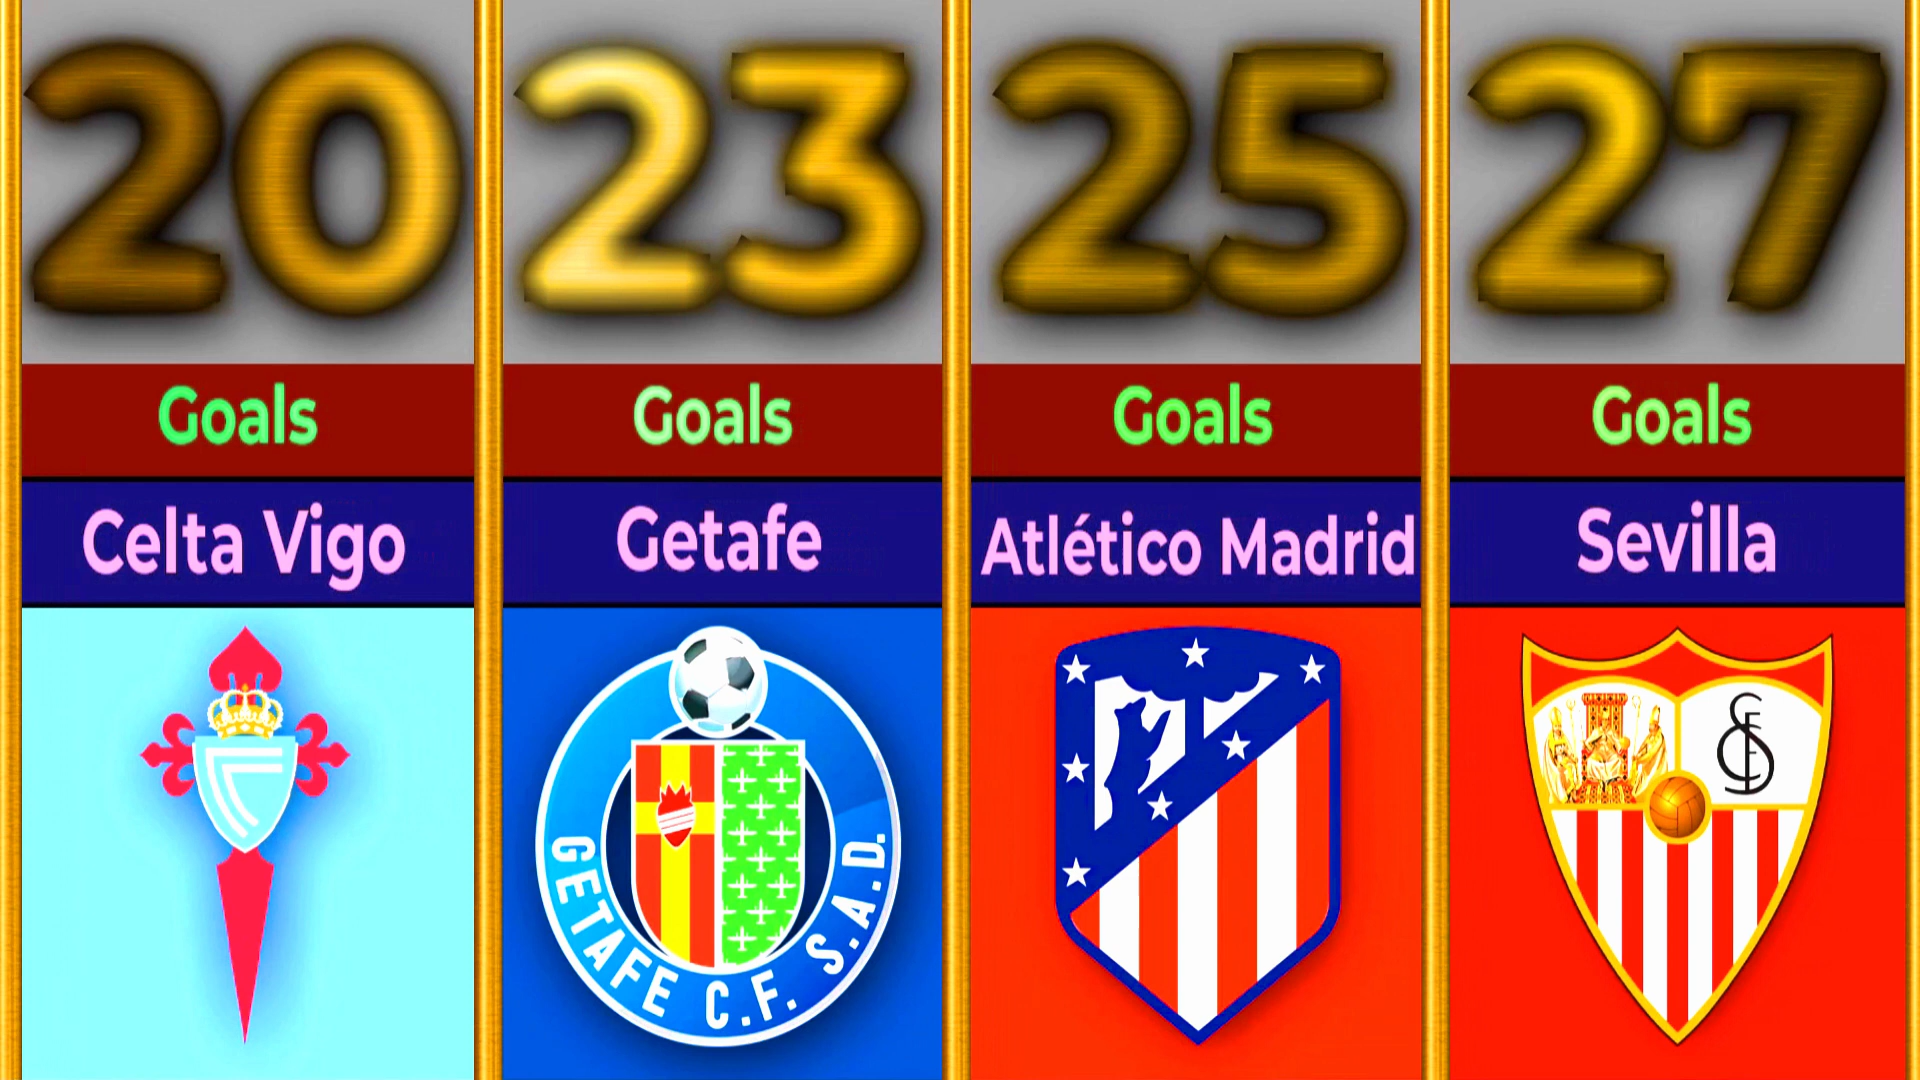 20 23 25 27
Goals Goals Goals Goals
Celta Vigo Getafe Atlético Madrid Sevilla
GETAFE C.F. S.A.D.